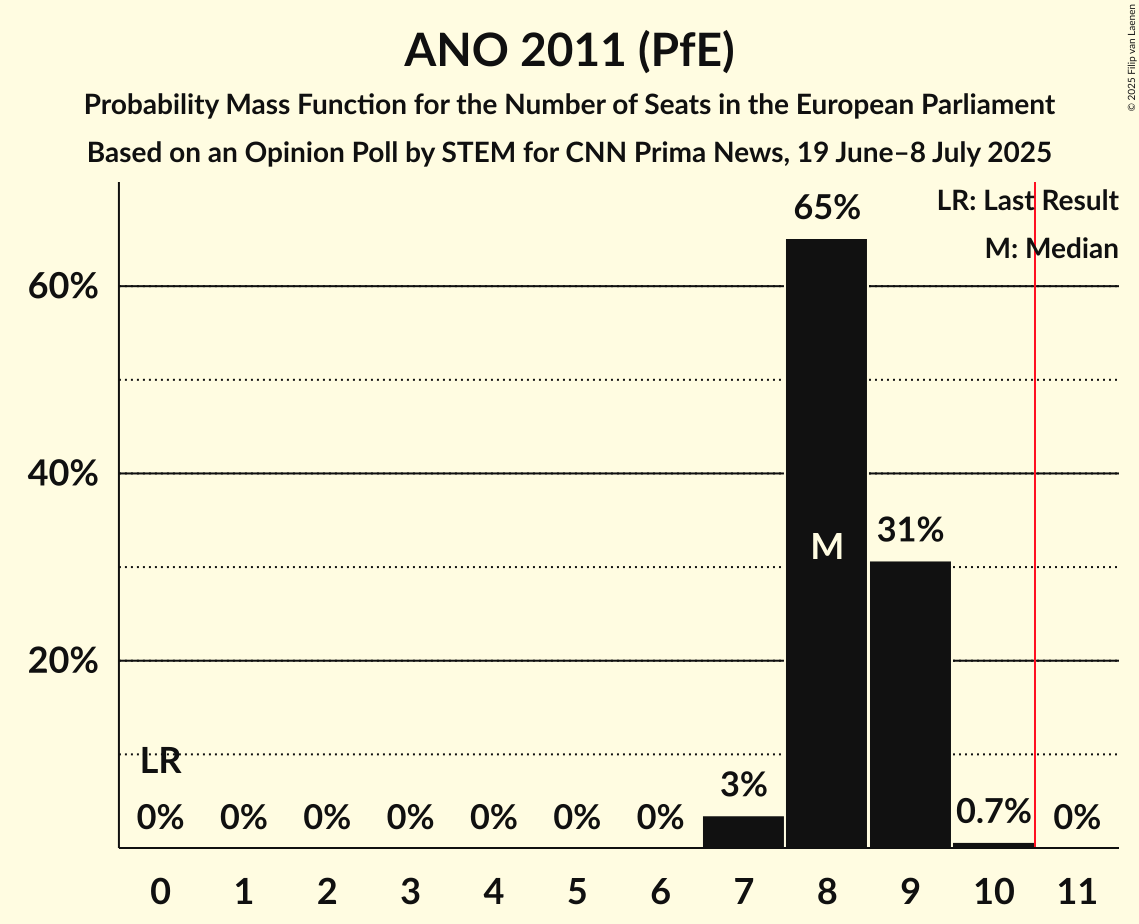 ANO 2011 (PfE)
Probability Mass Function for the Number of Seats in the European Parliament
Based on an Opinion Poll by STEM for CNN Prima News, 19 June–8 July 2025
© 2025 Filip van Laenen
LR: Last Result
M: Median
65%
60%
40%
31%
M
20%
LR
3%
0% 0% 0% 0% 0% 0% 0% 0.7% 0%
0 1 2 3 4 5 6 7 8 9 10 11